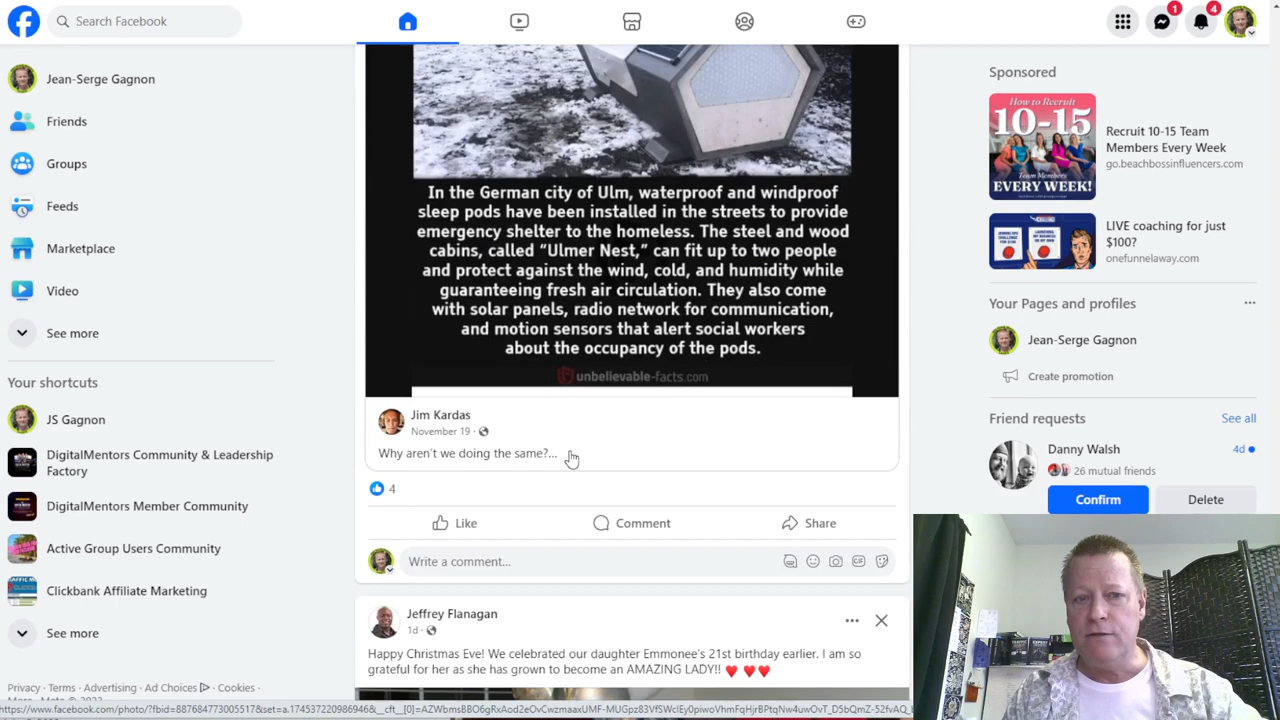 Search Facebook
1
4
Jean-Serge Gagnon
Friends
Groups
Feeds
Marketplace
Video
See more
Your shortcuts
JS Gagnon
DigitalMentors Community & Leadership
Factory
DigitalMentors Member Community
Active Group Users Community
Clickbank Affiliate Marketing
See more
Privacy · Terms · Advertising · Ad Choices · Cookies ·
In the German city of Ulm, waterproof and windproof
sleep pods have been installed in the streets to provide
emergency shelter to the homeless. The steel and wood
cabins, called “Ulmer Nest,” can fit up to two people
and protect against the wind, cold, and humidity while
guaranteeing fresh air circulation. They also come
with solar panels, radio network for communication,
and motion sensors that alert social workers
about the occupancy of the pods.
unbelievable-facts.com
Jim Kardas
November 19 ·
Why aren't we doing the same?...
4
Like
Comment
Share
Write a comment...
Jeffrey Flanagan
1d ·
Happy Christmas Eve! We celebrated our daughter Emmonee's 21st birthday earlier. I am so
grateful for her as she has grown to become an AMAZING LADY!!
Sponsored
How to Recruit
10-15
Team Members
EVERY WEEK!
Recruit 10-15 Team
Members Every Week
go.beachbossinfluencers.com
LIVE coaching for just
$100?
onefunnelaway.com
Your Pages and profiles
Jean-Serge Gagnon
Create promotion
Friend requests
See all
Danny Walsh
4d
26 mutual friends
Confirm
Delete